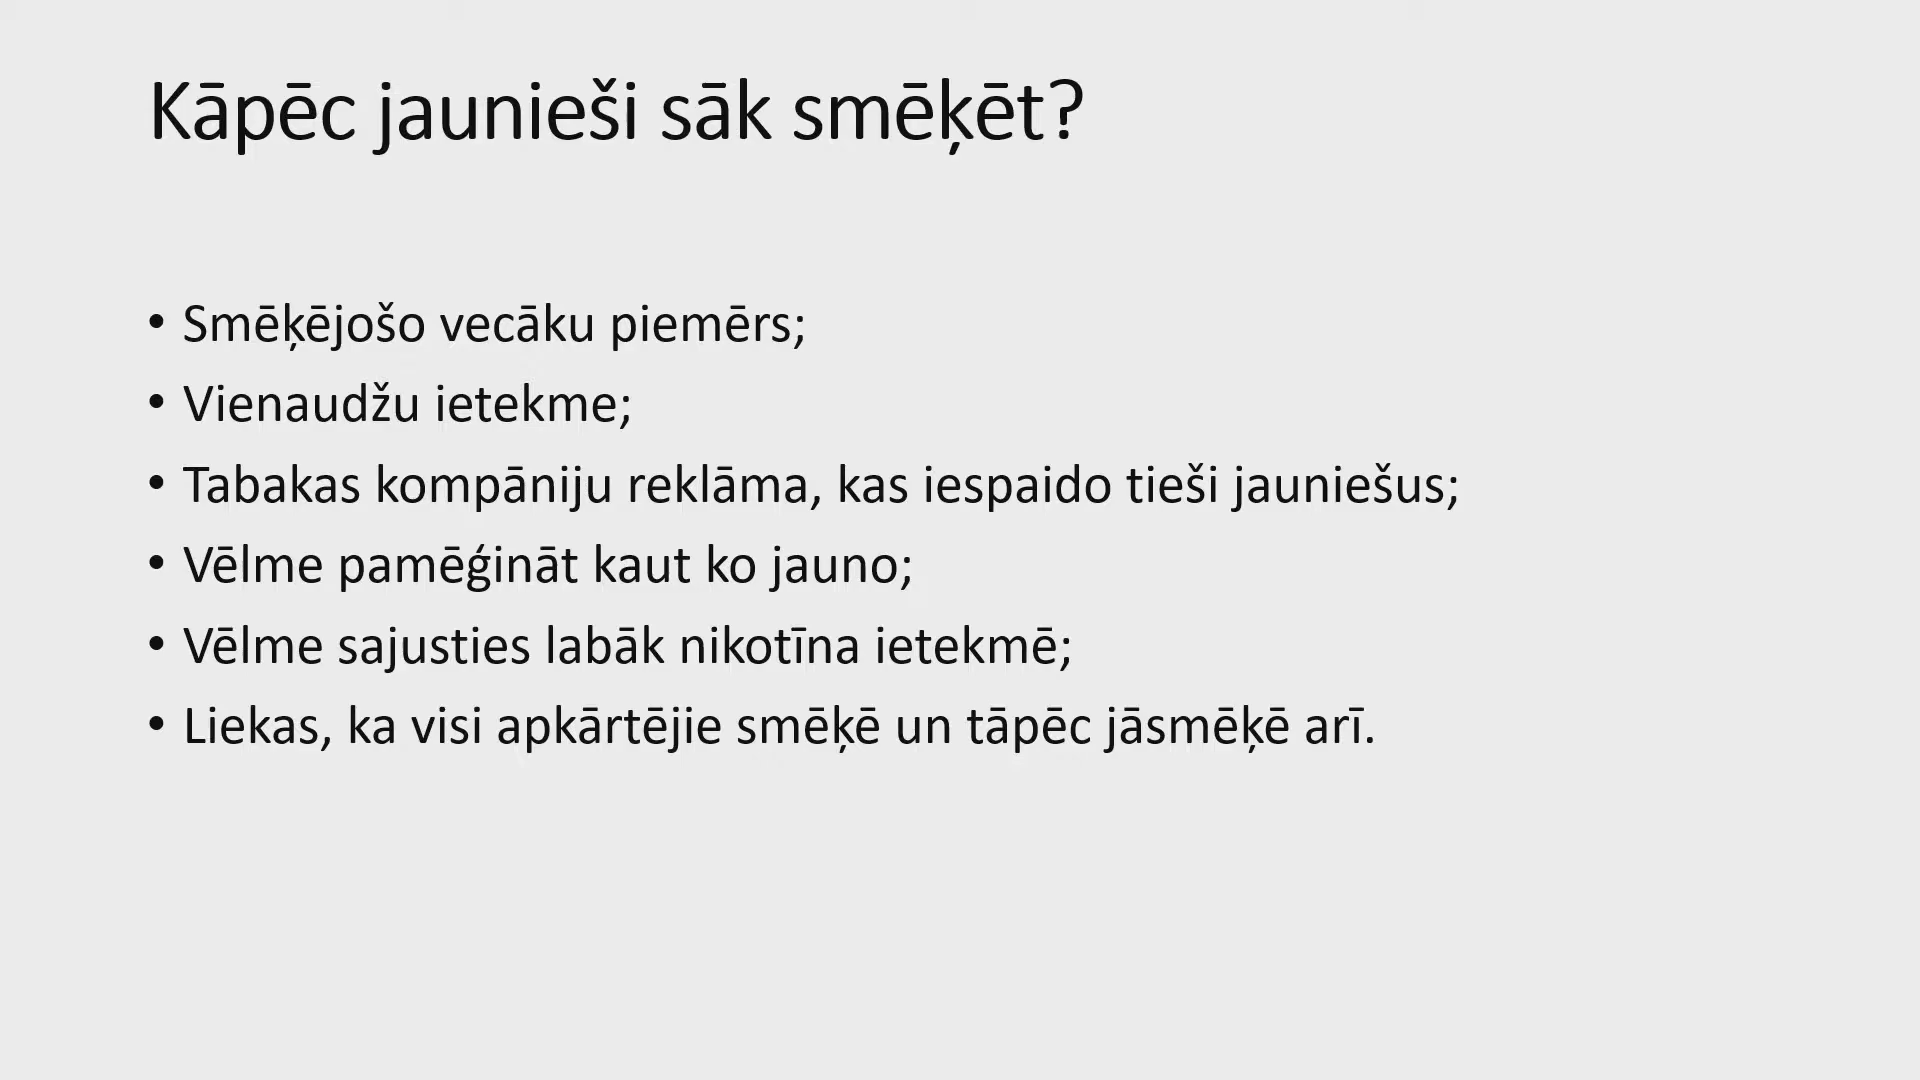 Kāpēc jaunieši sāk smēķēt?
• Smēķējošo vecāku piemērs;
• Vienaudžu ietekme;
• Tabakas kompāniju reklāma, kas iespaido tieši jauniešus;
• Vēlme pamēģināt kaut ko jauno;
• Vēlme sajusties labāk nikotīna ietekmē;
• Liekas, ka visi apkārtējie smēķē un tāpēc jāsmēķē arī.